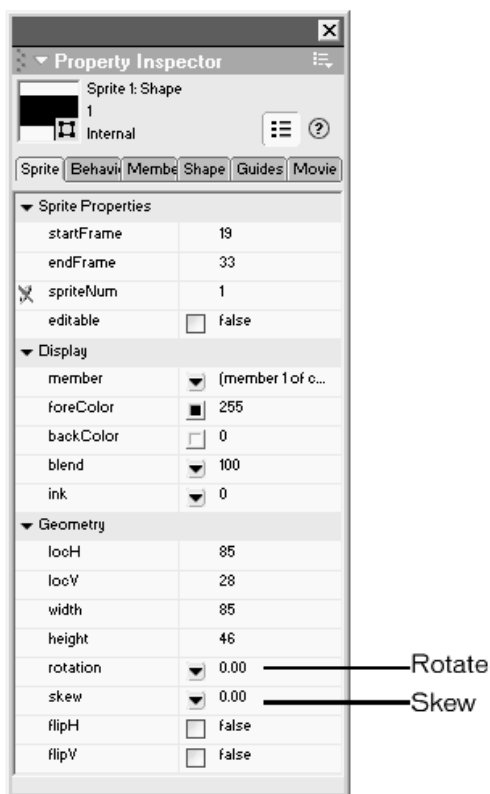 Property Inspector
Sprite 1: Shape
1
Internal
Sprite Behavi Membe Shape Guides Movie
Sprite Properties
startFrame 19
endFrame 33
spriteNum 1
editable false
Display
member (member 1 of c...
foreColor 255
backColor 0
blend 100
ink 0
Geometry
locH 85
locV 28
width 85
height 46
rotation 0.00 Rotate
skew 0.00 Skew
flipH false
flipV false